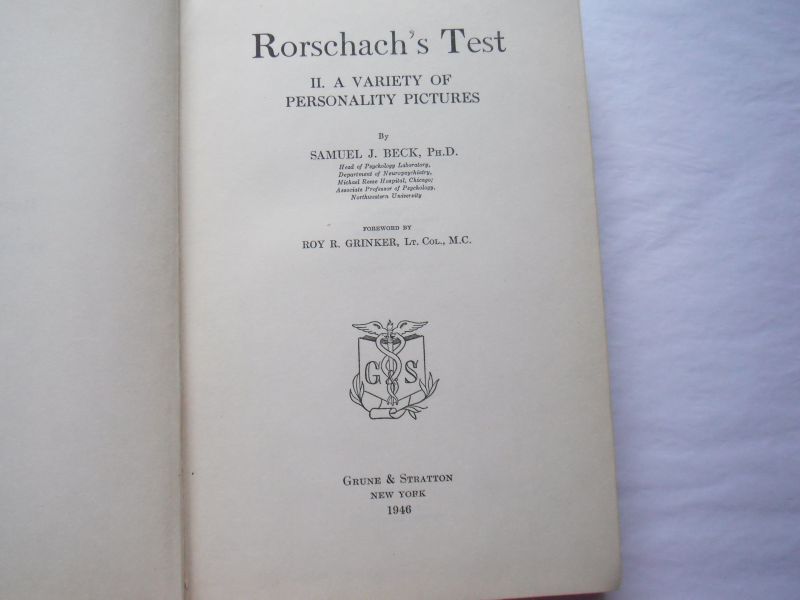 Rorschach's Test
II. A VARIETY OF
PERSONALITY PICTURES
By
SAMUEL J. BECK, PH.D.
Head of Psychology Laboratory,
Department of Neuropsychiatry,
Michael Reese Hospital, Chicago;
Associate Professor of Psychology,
Northwestern University
FOREWORD BY
ROY R. GRINKER, LT. COL., M.C.
G S
GRUNE & STRATTON
NEW YORK
1946